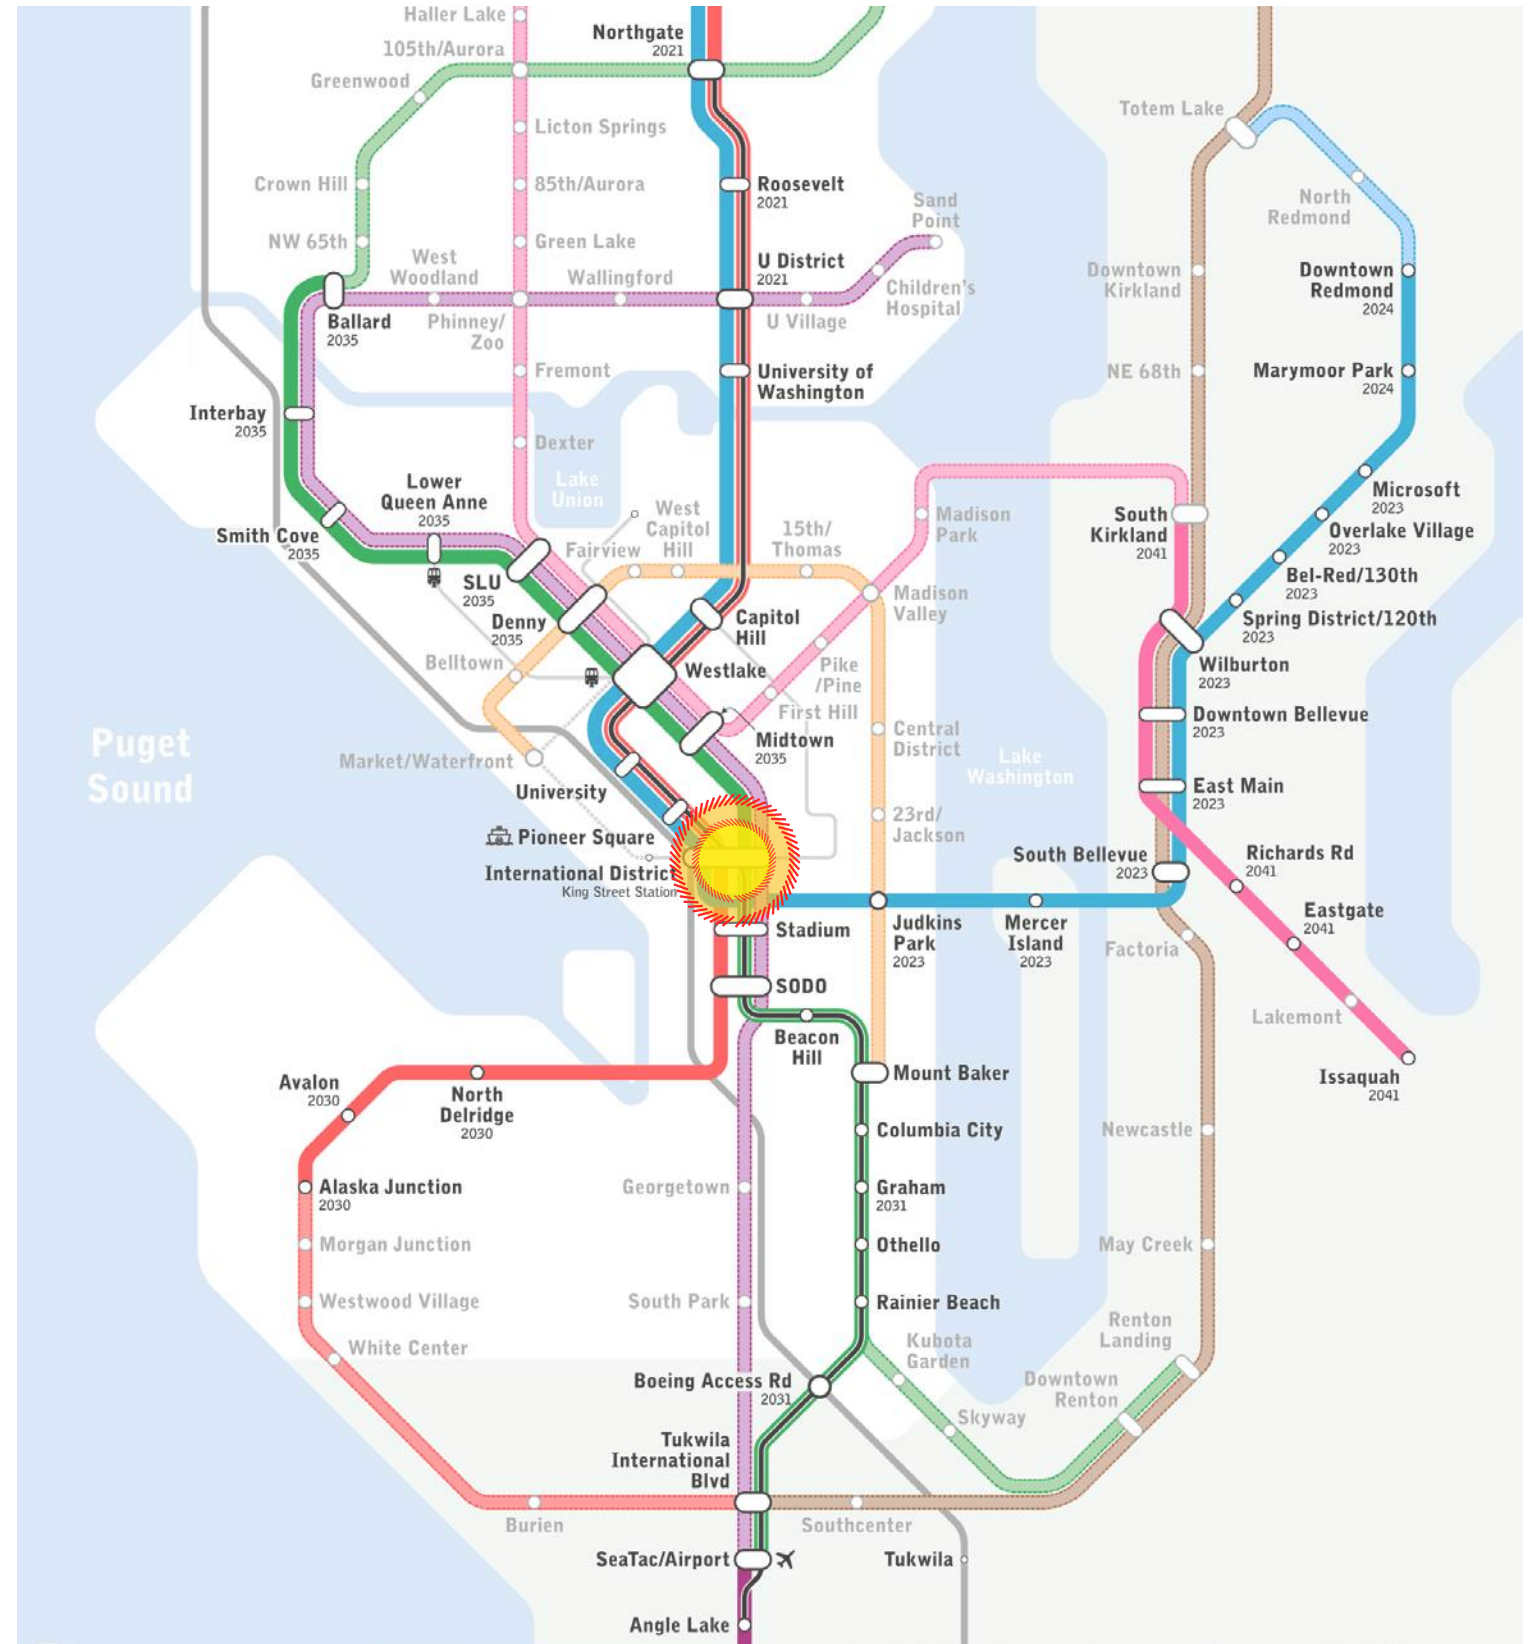 Haller Lake
Northgate
2021
105th/Aurora
Greenwood
Totem Lake
Licton Springs
Crown Hill
85th/Aurora
Roosevelt
2021
North
Redmond
Sand
Point
NW 65th
Green Lake
West
Woodland
Wallingford
U District
2021
Children's
Hospital
Downtown
Kirkland
Downtown
Redmond
2024
Ballard
2035
Phinney/
Zoo
U Village
Fremont
University of
Washington
NE 68th
Marymoor Park
2024
Interbay
2035
Dexter
Lake
Union
Lower
Queen Anne
2035
Microsoft
2023
Smith Cove
2035
West
Capitol
Hill
Fairview
15th/
Thomas
Madison
Park
South
Kirkland
2041
Overlake Village
2023
SLU
2035
Bel-Red/130th
2023
Denny
2035
Capitol
Hill
Madison
Valley
Spring District/120th
2023
Belltown
Westlake
Pike
/Pine
Wilburton
2023
First Hill
Downtown Bellevue
2023
Puget
Sound
Market/Waterfront
Midtown
2035
Central
District
Lake
Washington
University
East Main
2023
Pioneer Square
23rd/
Jackson
International District
King Street Station
South Bellevue
2023
Richards Rd
2041
Stadium
Judkins
Park
2023
Mercer
Island
2023
Factoria
Eastgate
2041
SODO
Beacon
Hill
Lakemont
Avalon
2030
North
Delridge
2030
Mount Baker
Issaquah
2041
Columbia City
Newcastle
Alaska Junction
2030
Georgetown
Graham
2031
Morgan Junction
Othello
May Creek
Westwood Village
South Park
Rainier Beach
White Center
Kubota
Garden
Renton
Landing
Boeing Access Rd
2031
Downtown
Renton
Skyway
Tukwila
International
Blvd
Burien
Southcenter
SeaTac/Airport
Tukwila
Angle Lake